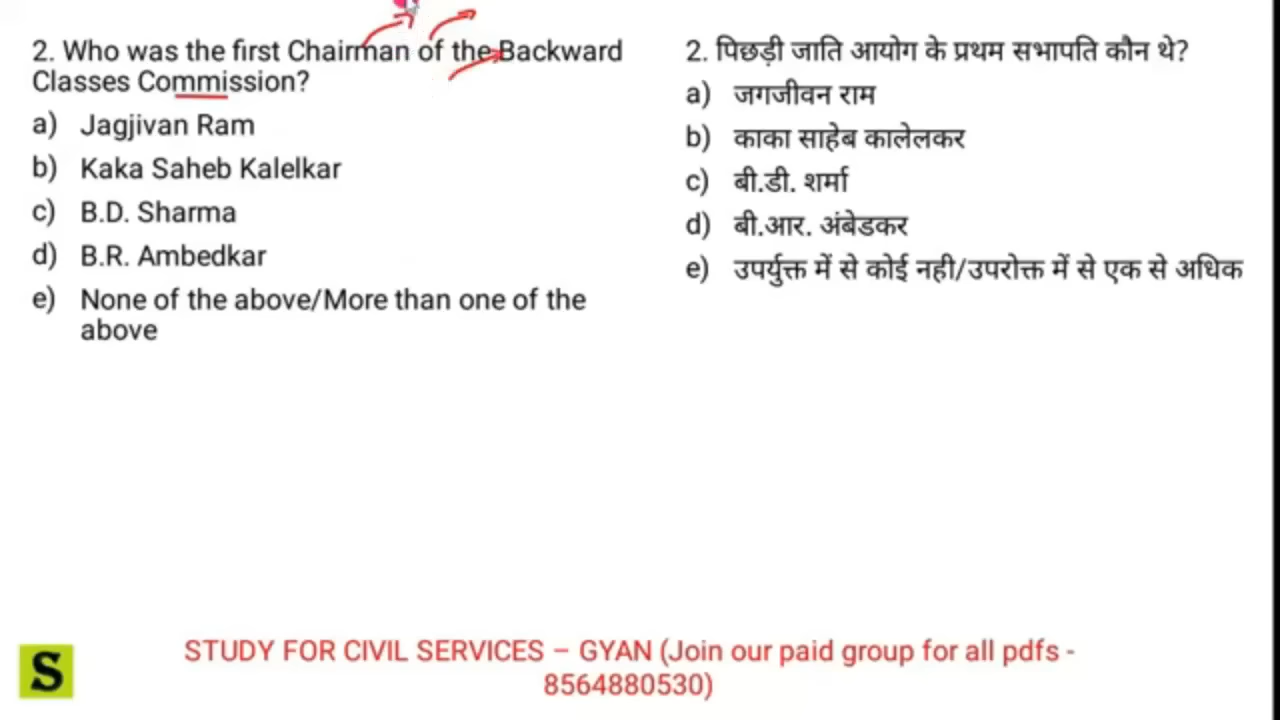 2. Who was the first Chairman of the Backward
Classes Commission?
a) Jagjivan Ram
b) Kaka Saheb Kalelkar
c) B.D. Sharma
d) B.R. Ambedkar
e) None of the above/More than one of the
above
2. पिछड़ी जाति आयोग के प्रथम सभापति कौन थे?
a) जगजीवन राम
b) काका साहेब कालेलकर
c) बी.डी. शर्मा
d) बी.आर. अंबेडकर
e) उपर्युक्त में से कोई नही/उपरोक्त में से एक से अधिक
S
STUDY FOR CIVIL SERVICES – GYAN (Join our paid group for all pdfs -
8564880530)